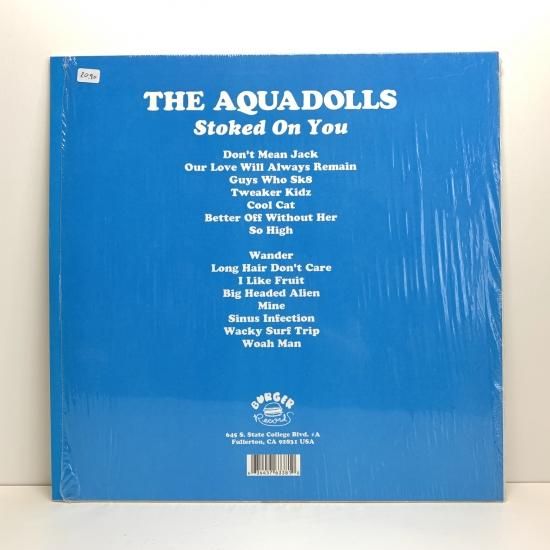 THE AQUADOLLS
Stoked On You
Don't Mean Jack
Our Love Will Always Remain
Guys Who Sk8
Tweaker Kidz
Cool Cat
Better Off Without Her
So High
Wander
Long Hair Don't Care
I Like Fruit
Big Headed Alien
Mine
Sinus Infection
Wacky Surf Trip
Woah Man
BURGER
Records
645 S. State College Blvd. #A
Fullerton, CA 92831 USA